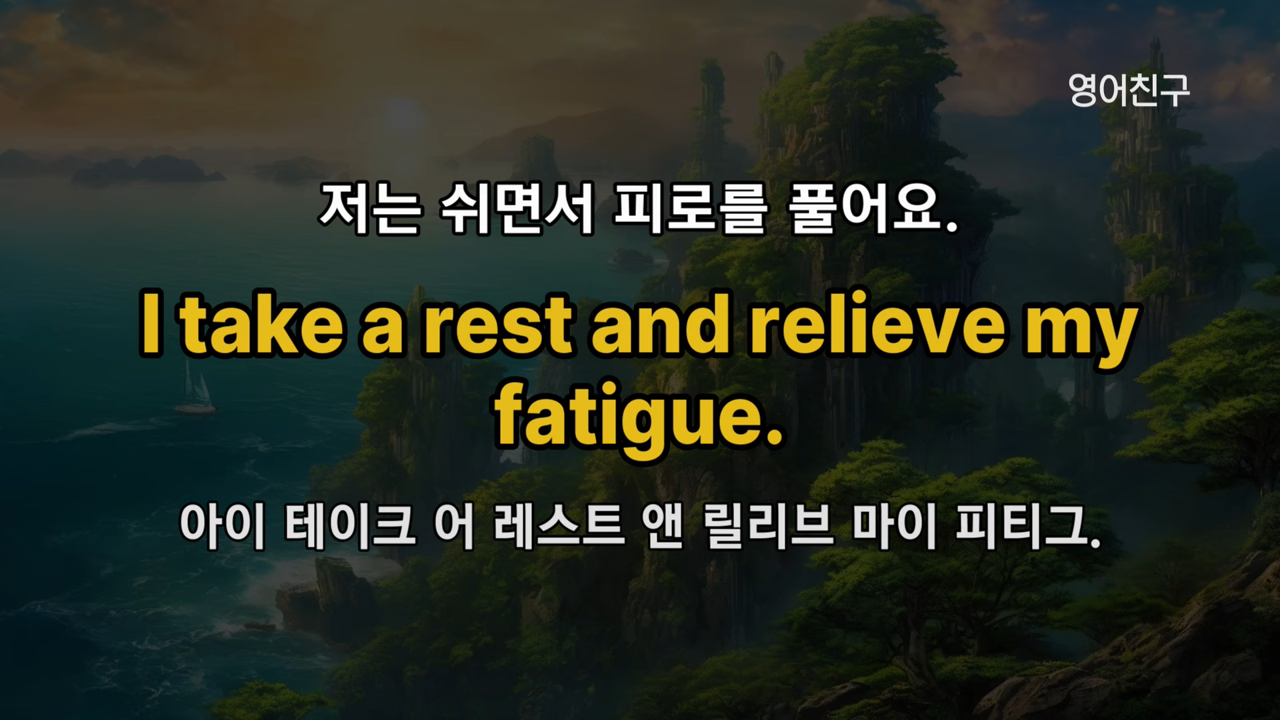 영어친구
저는 쉬면서 피로를 풀어요.
I take a rest and relieve my
fatigue.
아이 테이크 어 레스트 앤 릴리브 마이 피티그.